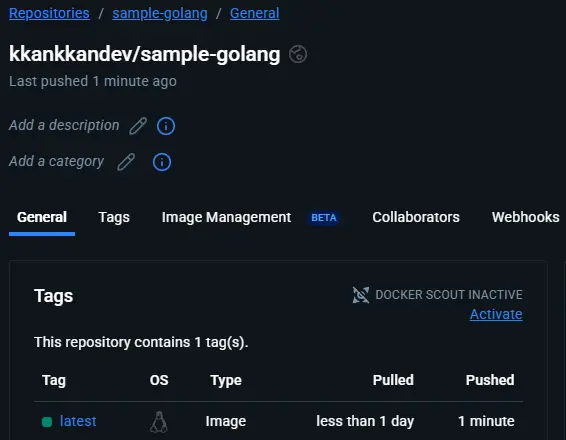 Repositories / sample-golang / General
kkankkandev/sample-golang
Last pushed 1 minute ago
Add a description
Add a category
General Tags Image Management BETA Collaborators Webhooks
Tags
DOCKER SCOUT INACTIVE
Activate
This repository contains 1 tag(s).
Tag OS Type Pulled Pushed
latest Image less than 1 day 1 minute